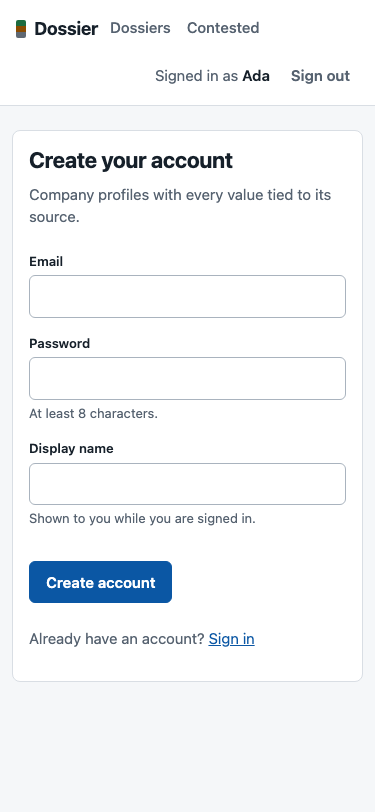 Dossier Dossiers Contested
Signed in as Ada Sign out
Create your account
Company profiles with every value tied to its
source.
Email
Password
At least 8 characters.
Display name
Shown to you while you are signed in.
Create account
Already have an account? Sign in